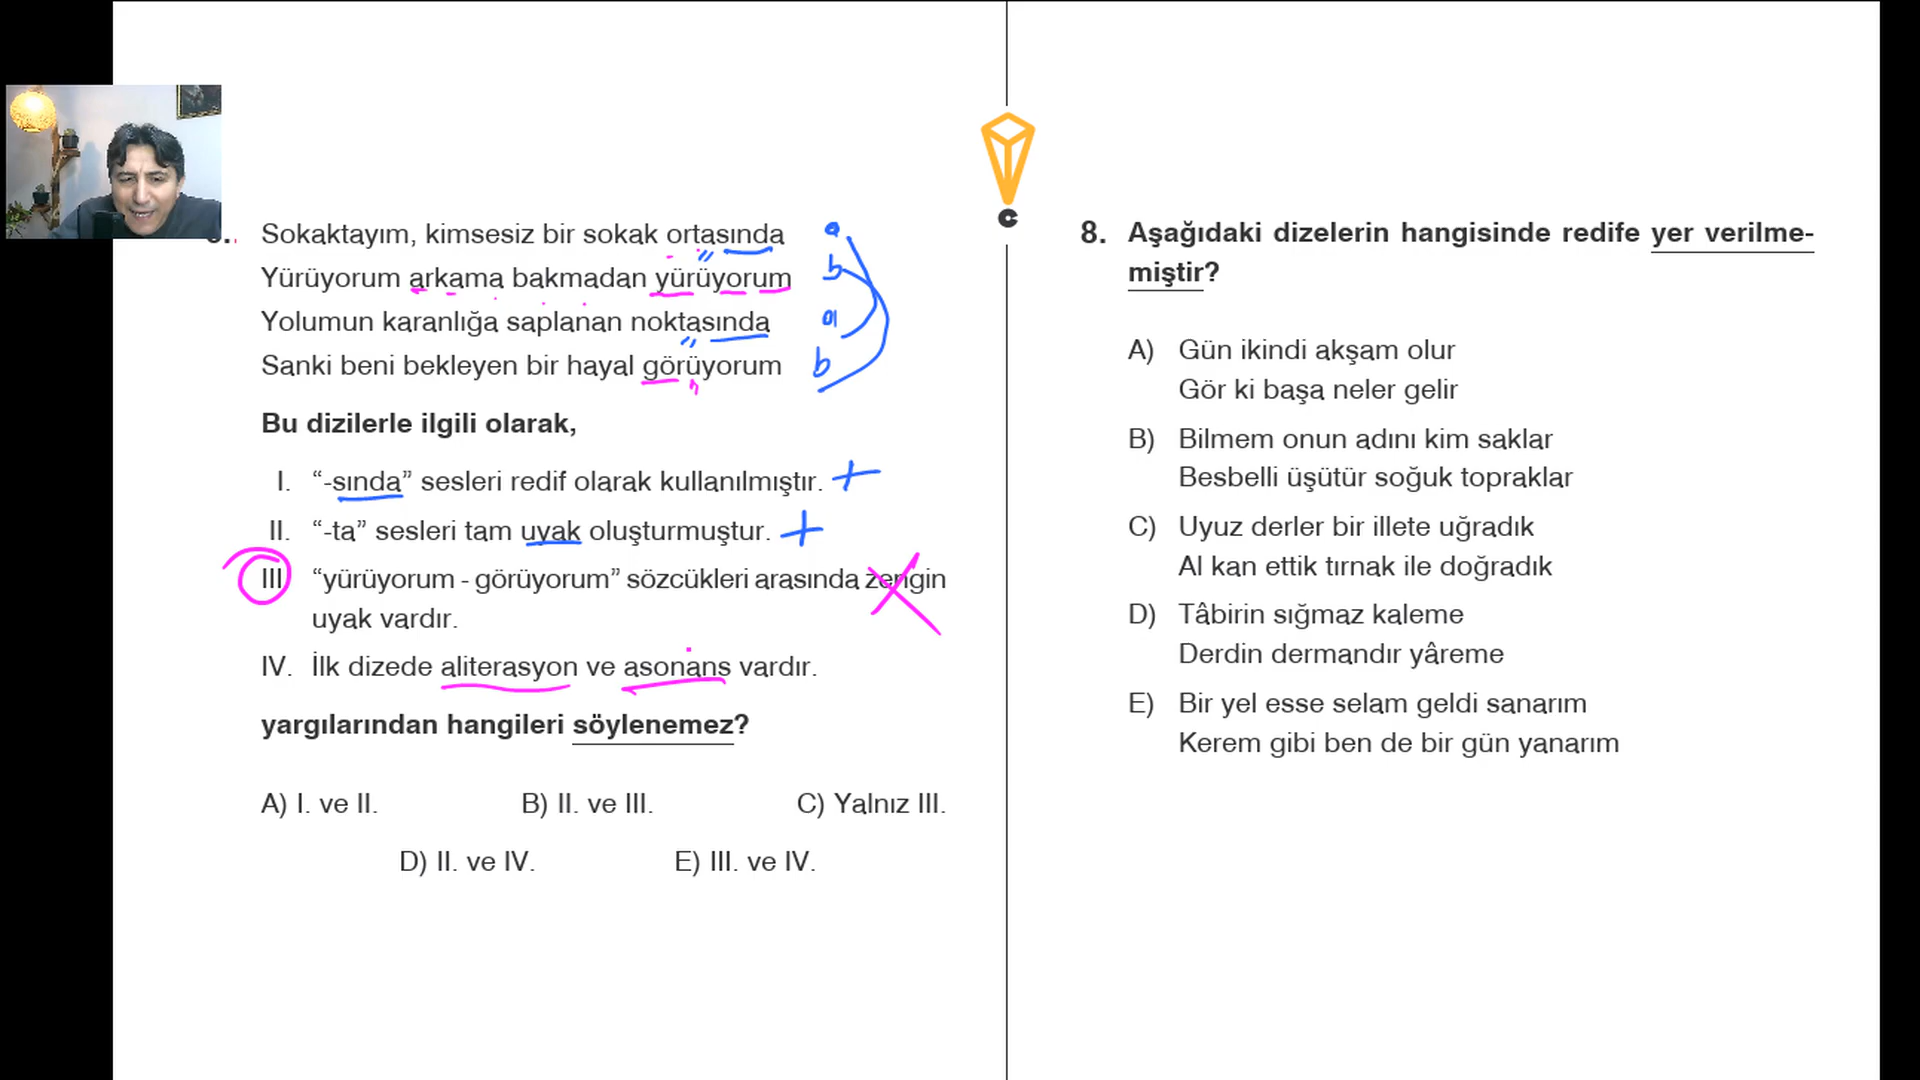 Sokaktayım, kimsesiz bir sokak ortasında
Yürüyorum arkama bakmadan yürüyorum
Yolumun karanlığa saplanan noktasında
Sanki beni bekleyen bir hayal görüyorum
a
b
a
b
Bu dizilerle ilgili olarak,
I. “-sında” sesleri redif olarak kullanılmıştır. +
II. “-ta” sesleri tam uyak oluşturmuştur. +
III “yürüyorum - görüyorum” sözcükleri arasında zengin
uyak vardır.
IV. İlk dizede aliterasyon ve asonans vardır.
yargılarından hangileri söylenemez?
A) I. ve II. B) II. ve III. C) Yalnız III.
D) II. ve IV. E) III. ve IV.
C
8. Aşağıdaki dizelerin hangisinde redife yer verilme-
miştir?
A) Gün ikindi akşam olur
Gör ki başa neler gelir
B) Bilmem onun adını kim saklar
Besbelli üşütür soğuk topraklar
C) Uyuz derler bir illete uğradık
Al kan ettik tırnak ile doğradık
D) Tâbirin sığmaz kaleme
Derdin dermandır yâreme
E) Bir yel esse selam geldi sanarım
Kerem gibi ben de bir gün yanarım